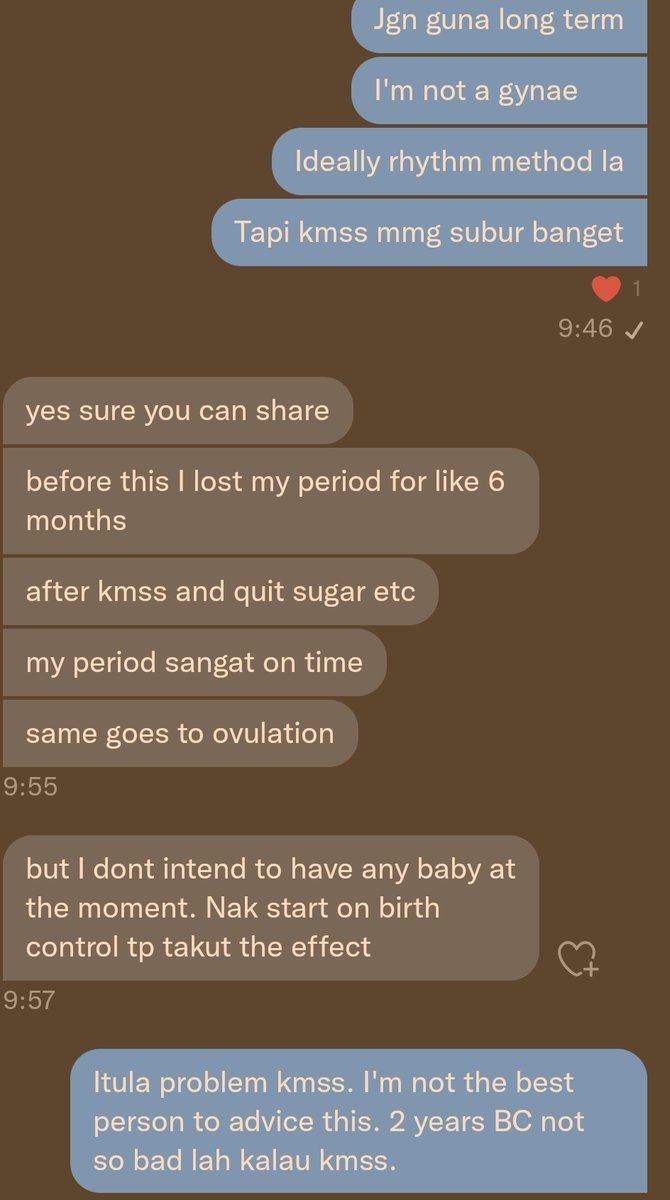 Jgn guna long term
I'm not a gynae
Ideally rhythm method la
Tapi kmss mmg subur banget
1
9:46
yes sure you can share
before this I lost my period for like 6
months
after kmss and quit sugar etc
my period sangat on time
same goes to ovulation
9:55
but I dont intend to have any baby at
the moment. Nak start on birth
control tp takut the effect
9:57
Itula problem kmss. I'm not the best
person to advice this. 2 years BC not
so bad lah kalau kmss.